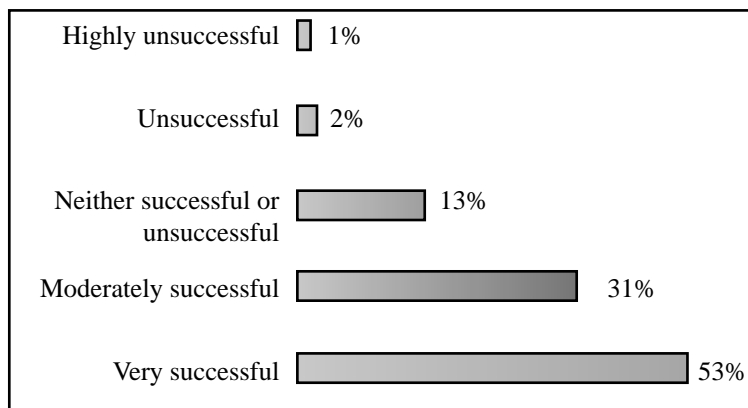 Highly unsuccessful 1%
Unsuccessful 2%
Neither successful or 13%
unsuccessful
Moderately successful 31%
Very successful 53%